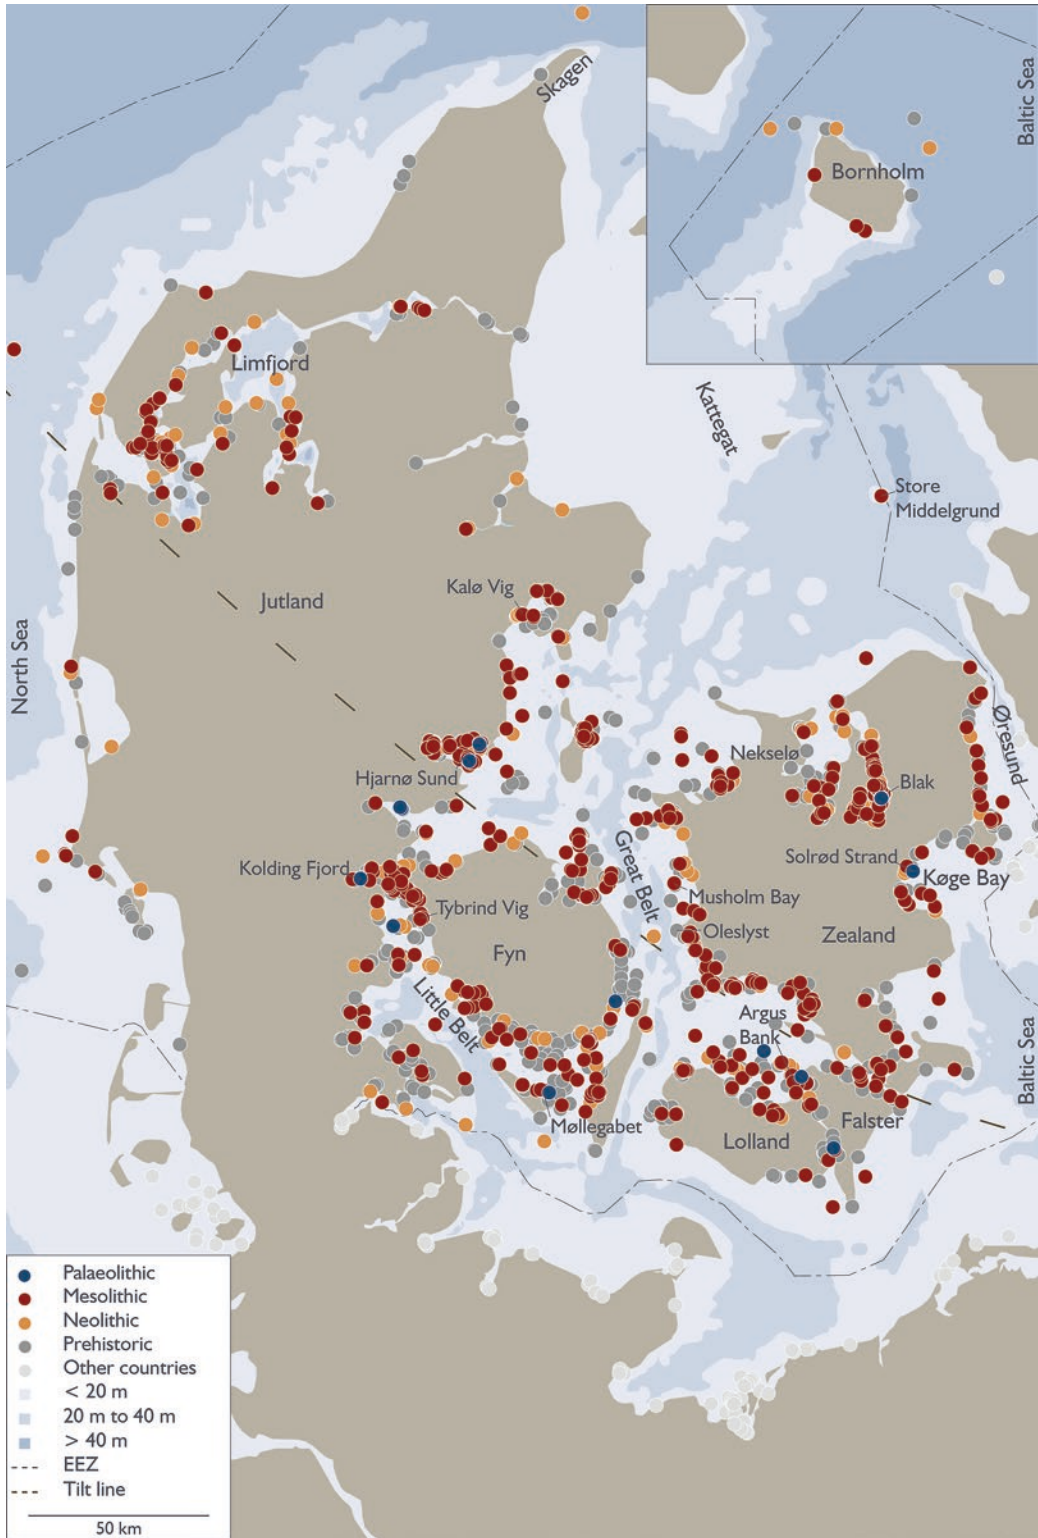 Skagen
Baltic Sea
Bornholm
Limfjord
Kattegat
Store
Middelgrund
Kalø Vig
Jutland
North Sea
Øresund
Nekselø
Hjarnø Sund
Blak
Great Belt
Solrød Strand
Køge Bay
Kolding Fjord
Musholm Bay
Tybrind Vig
Oleslyst
Zealand
Fyn
Little Belt
Argus
Bank
Baltic Sea
Møllegabet
Lolland
Falster
Palaeolithic
Mesolithic
Neolithic
Prehistoric
Other countries
< 20 m
20 m to 40 m
> 40 m
EEZ
Tilt line
50 km